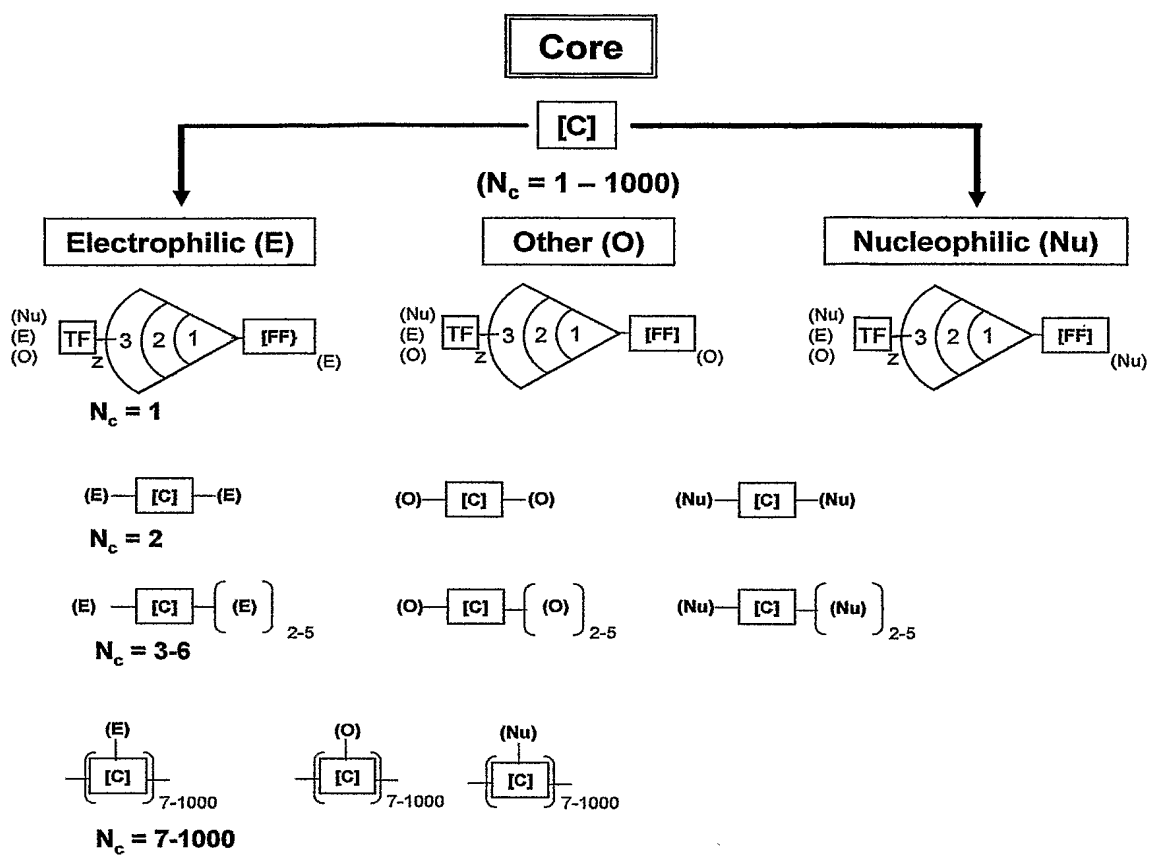 Core
[C]
(Nc = 1 – 1000)
Electrophilic (E) Other (O) Nucleophilic (Nu)
(Nu) (Nu) (Nu)
(E) TF 3 2 1 [FF} (E) TF 3 2 1 [FF] (E) TF 3 2 1 [FF]
(O) z (E) (O) z (O) (O) z (Nu)
Nc = 1
(E) [C] (E) (O) [C] (O) (Nu) [C] (Nu)
Nc = 2
(E) [C] (E) 2-5 (O) [C] (O) 2-5 (Nu) [C] (Nu) 2-5
Nc = 3-6
(E) (O) (Nu)
[C] 7-1000 [C] 7-1000 [C] 7-1000
Nc = 7-1000